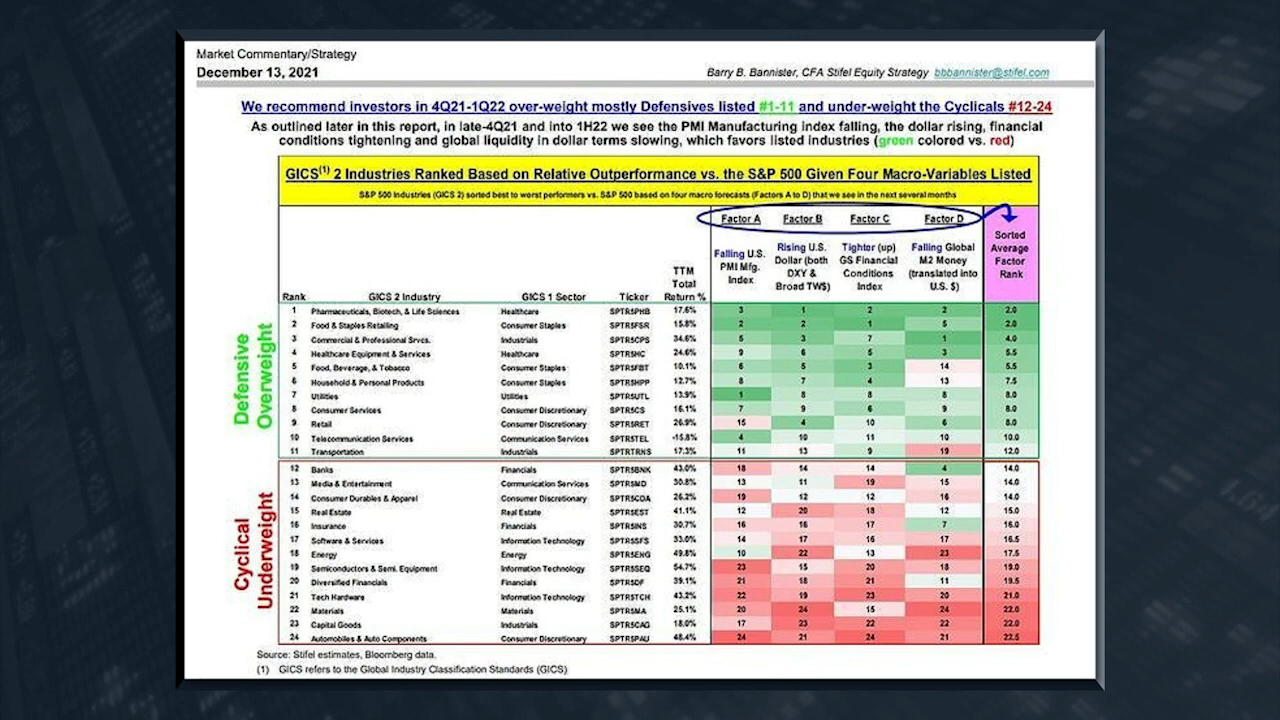 Market Commentary/Strategy
December 13, 2021
Barry B. Bannister, CFA Stifel Equity Strategy bbbannister@stifel.com
We recommend investors in 4Q21-1Q22 over-weight mostly Defensives listed #1-11 and under-weight the Cyclicals #12-24
As outlined later in this report, in late-4Q21 and into 1H22 we see the PMI Manufacturing index falling, the dollar rising, financial
conditions tightening and global liquidity in dollar terms slowing, which favors listed industries (green colored vs. red)
GICS(1) 2 Industries Ranked Based on Relative Outperformance vs. the S&P 500 Given Four Macro-Variables Listed
S&P 500 Industries (GICS 2) sorted best to worst performers vs. S&P 500 based on four macro forecasts (Factors A to D) that we see in the next several months
Factor A Factor B Factor C Factor D
Rank GICS 2 Industry GICS 1 Sector Ticker TTM Total Return % Falling U.S. PMI Mfg. Index Rising U.S. Dollar (both DXY & Broad TW$) Tighter (up) GS Financial Conditions Index Falling Global M2 Money (translated into U.S. $) Sorted Average Factor Rank
Defensive Overweight
1 Pharmaceuticals, Biotech, & Life Sciences Healthcare SPTR5PHB 17.6% 3 1 2 2 2.0
2 Food & Staples Retailing Consumer Staples SPTR5FSR 15.8% 2 2 1 5 2.0
3 Commercial & Professional Srvcs. Industrials SPTR5CPS 34.6% 5 3 7 1 4.0
4 Healthcare Equipment & Services Healthcare SPTR5HC 24.6% 9 6 5 3 5.5
5 Food, Beverage, & Tobacco Consumer Staples SPTR5FBT 10.1% 6 5 3 14 5.5
6 Household & Personal Products Consumer Staples SPTR5HPP 12.7% 8 7 4 13 7.5
7 Utilities Utilities SPTR5UTL 13.9% 1 8 8 8 8.0
8 Consumer Services Consumer Discretionary SPTR5CS 16.1% 7 9 6 9 8.0
9 Retail Consumer Discretionary SPTR5RET 26.9% 15 4 10 6 8.0
10 Telecommunication Services Communication Services SPTR5TEL -15.8% 4 10 11 10 10.0
11 Transportation Industrials SPTRTRNS 17.3% 11 13 9 19 12.0
Cyclical Underweight
12 Banks Financials SPTR5BNK 43.0% 18 14 14 4 14.0
13 Media & Entertainment Communication Services SPTR5MD 30.8% 13 11 19 15 14.0
14 Consumer Durables & Apparel Consumer Discretionary SPTR5CDA 26.2% 19 12 12 16 14.0
15 Real Estate Real Estate SPTR5EST 41.1% 12 20 18 12 15.0
16 Insurance Financials SPTR5INS 30.7% 16 16 17 7 16.0
17 Software & Services Information Technology SPTR5SFS 33.0% 14 17 16 17 16.5
18 Energy Energy SPTR5ENG 49.8% 10 22 13 23 17.5
19 Semiconductors & Semi. Equipment Information Technology SPTR5SEQ 54.7% 23 15 20 18 19.0
20 Diversified Financials Financials SPTR5DF 39.1% 21 18 21 11 19.5
21 Tech Hardware Information Technology SPTR5TCH 43.2% 22 19 23 20 21.0
22 Materials Materials SPTR5MA 25.1% 20 24 15 24 22.0
23 Capital Goods Industrials SPTR5CAG 18.0% 17 23 22 22 22.0
24 Automobiles & Auto Components Consumer Discretionary SPTR5PAU 48.4% 24 21 24 21 22.5
Source: Stifel estimates, Bloomberg data.
(1) GICS refers to the Global Industry Classification Standards (GICS)